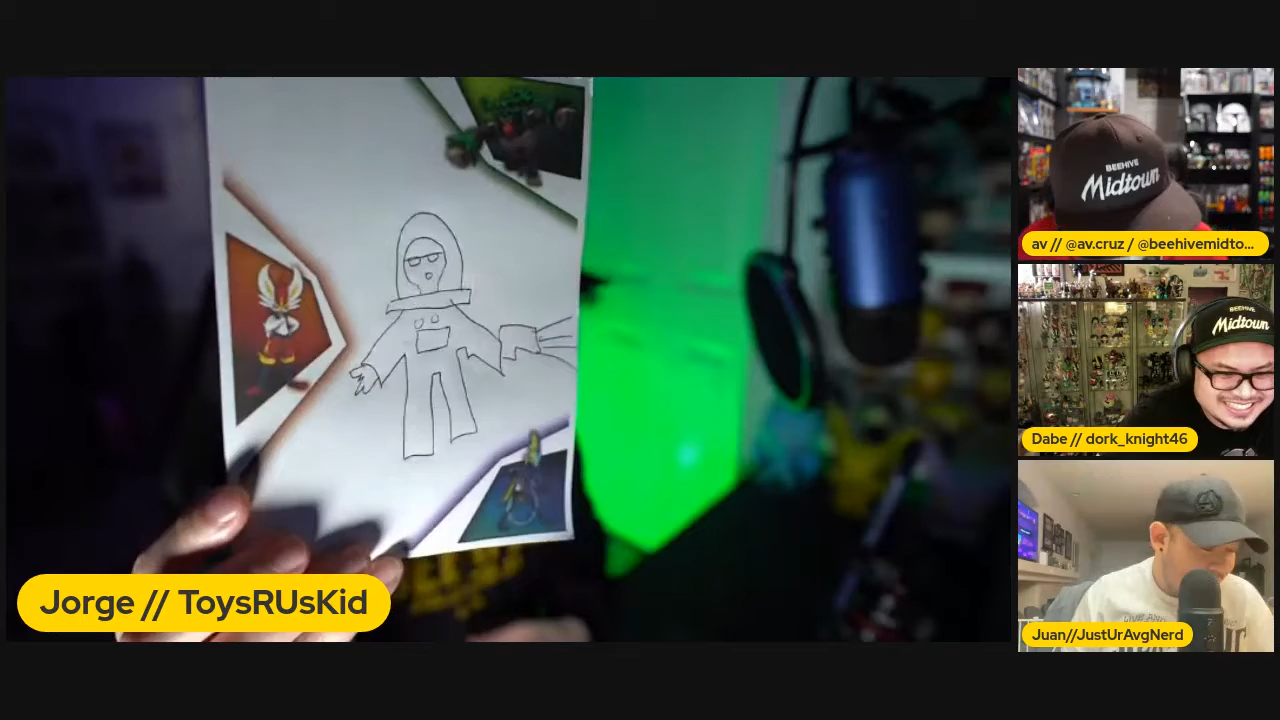 BEEHIVE
Midtown
av // @av.cruz / @beehivemidto...
BEEHIVE
Midtown
Dabe // dork_knight46
Jorge // ToysRUsKid
Juan//JustUrAvgNerd